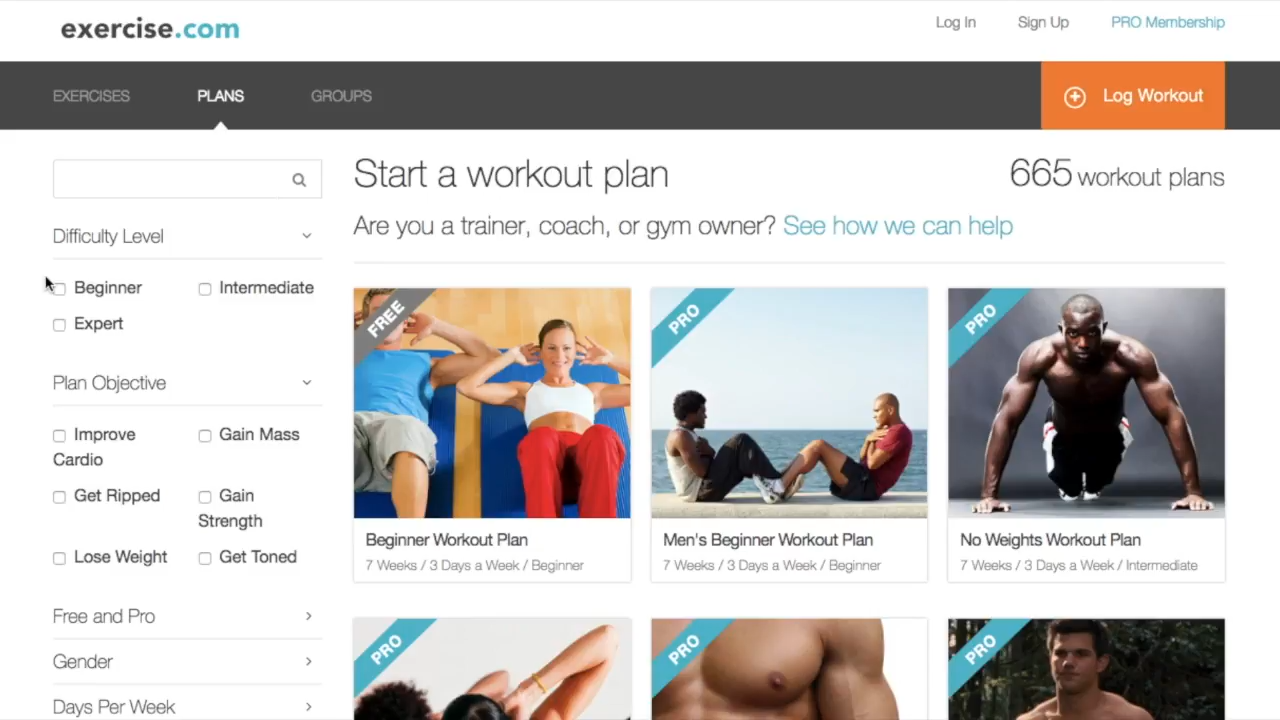 exercise.com
Log In
Sign Up
PRO Membership
EXERCISES
PLANS
GROUPS
Log Workout
Difficulty Level
Beginner
Intermediate
Expert
Plan Objective
Improve
Cardio
Gain Mass
Get Ripped
Gain
Strength
Lose Weight
Get Toned
Free and Pro
Gender
Days Per Week
Start a workout plan
665 workout plans
Are you a trainer, coach, or gym owner? See how we can help
FREE
Beginner Workout Plan
7 Weeks / 3 Days a Week / Beginner
PRO
Men's Beginner Workout Plan
7 Weeks / 3 Days a Week / Beginner
PRO
No Weights Workout Plan
7 Weeks / 3 Days a Week / Intermediate
PRO
PRO
PRO